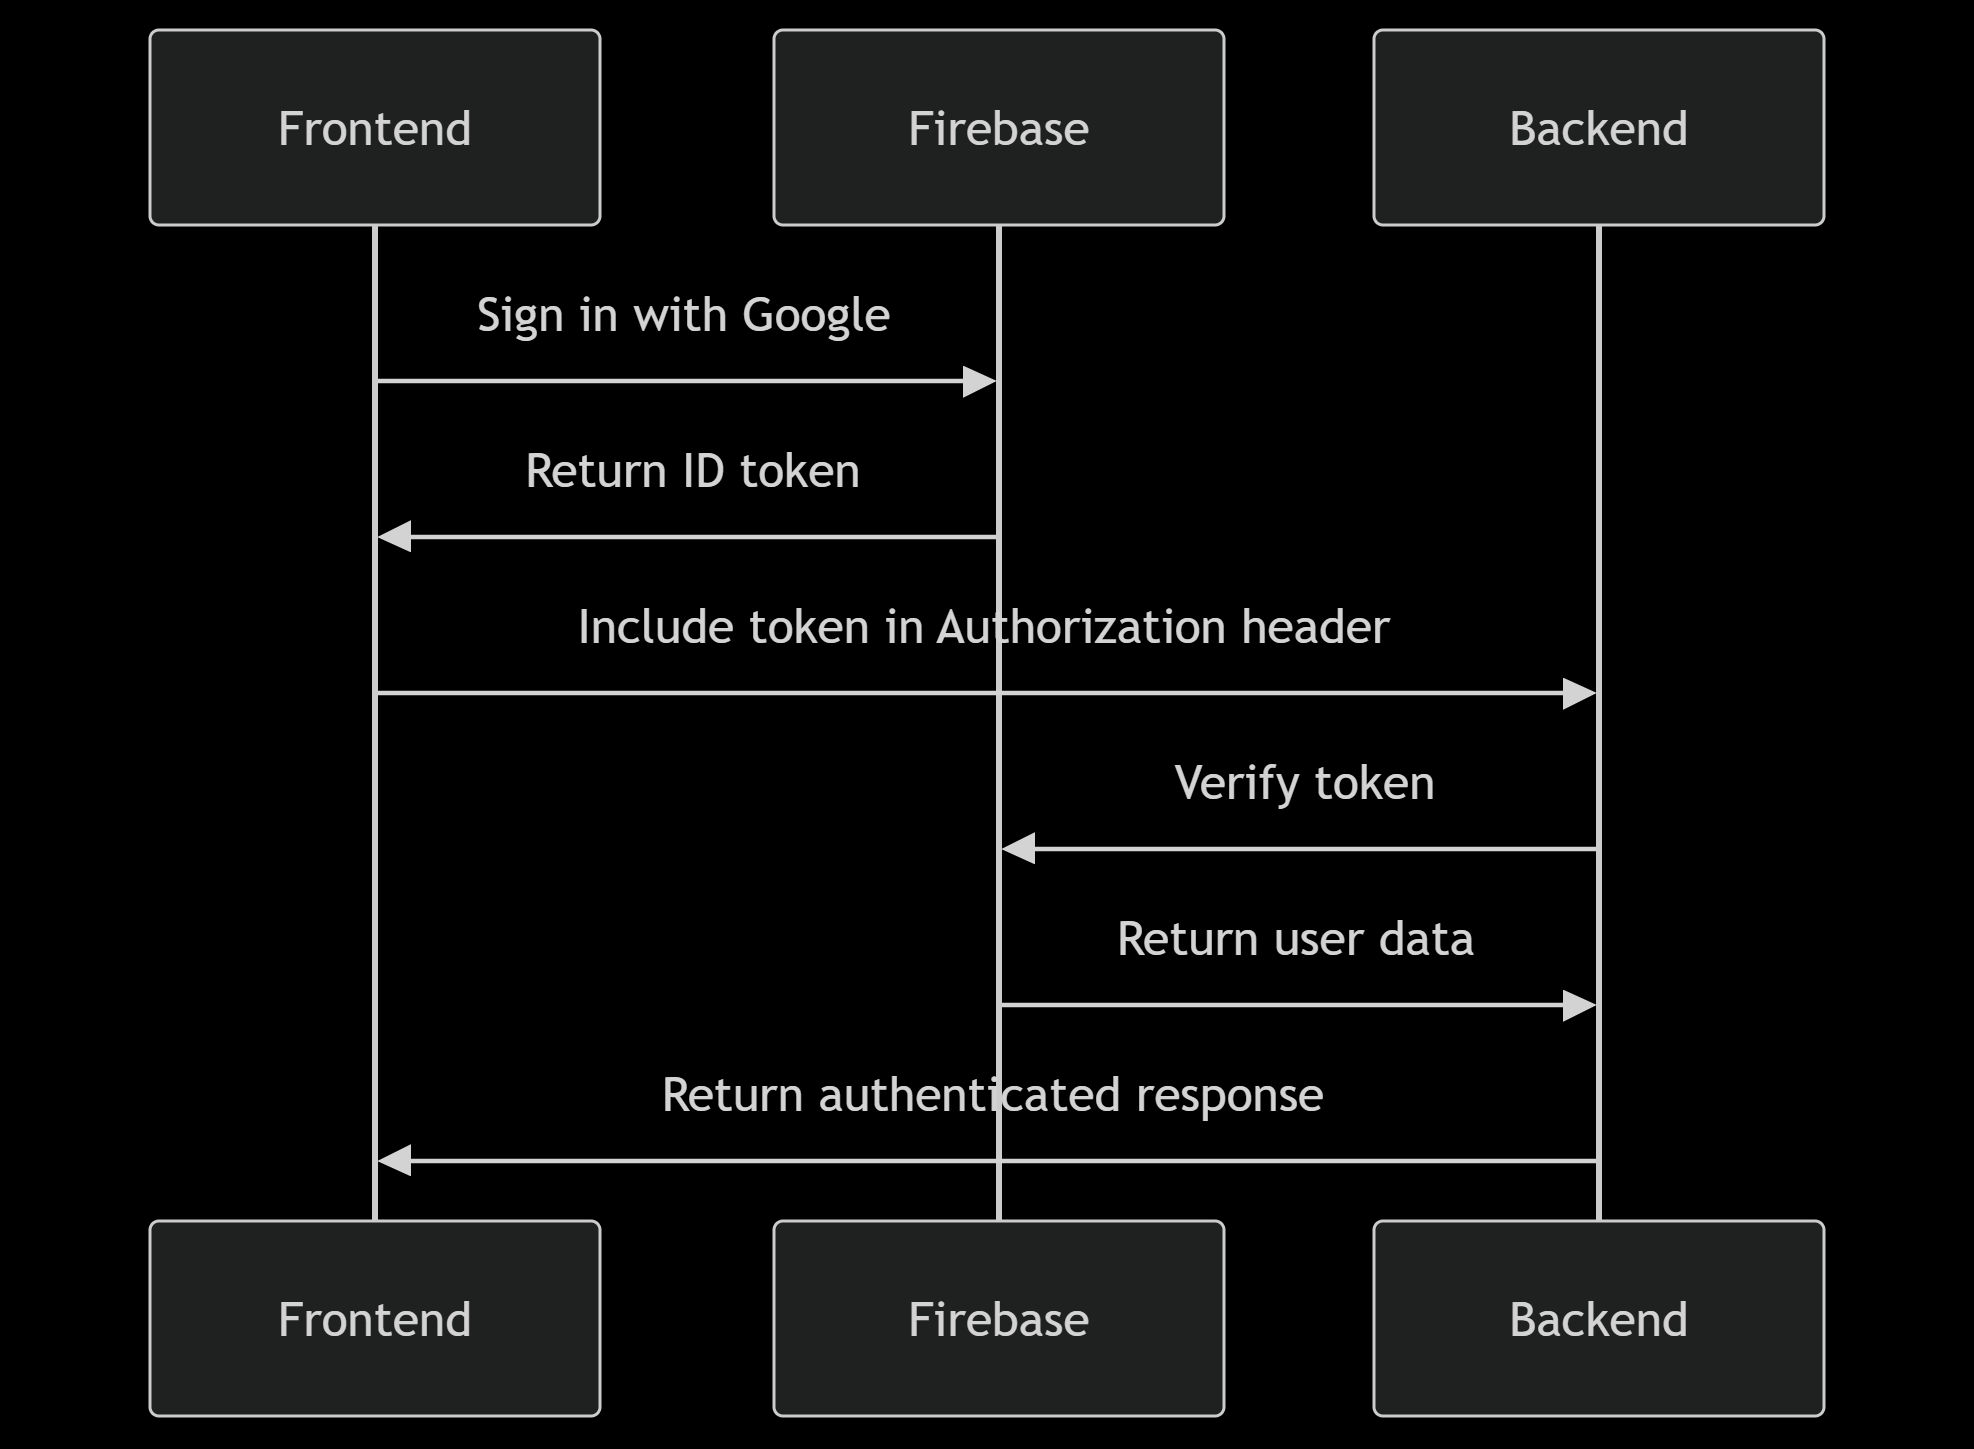 Frontend
Firebase
Backend
Sign in with Google
Return ID token
Include token in Authorization header
Verify token
Return user data
Return authenticated response
Frontend
Firebase
Backend